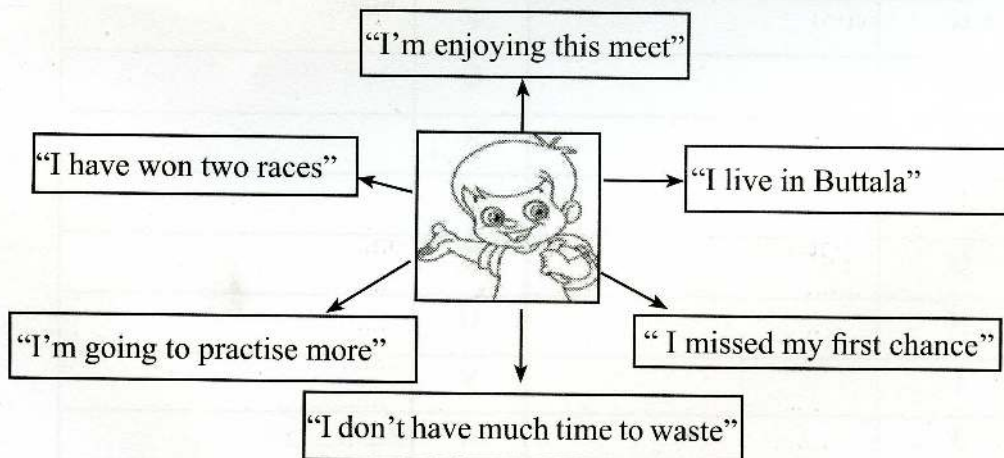 “I’m enjoying this meet”
“I have won two races”
“I live in Buttala”
“I’m going to practise more”
“ I missed my first chance”
“I don’t have much time to waste”